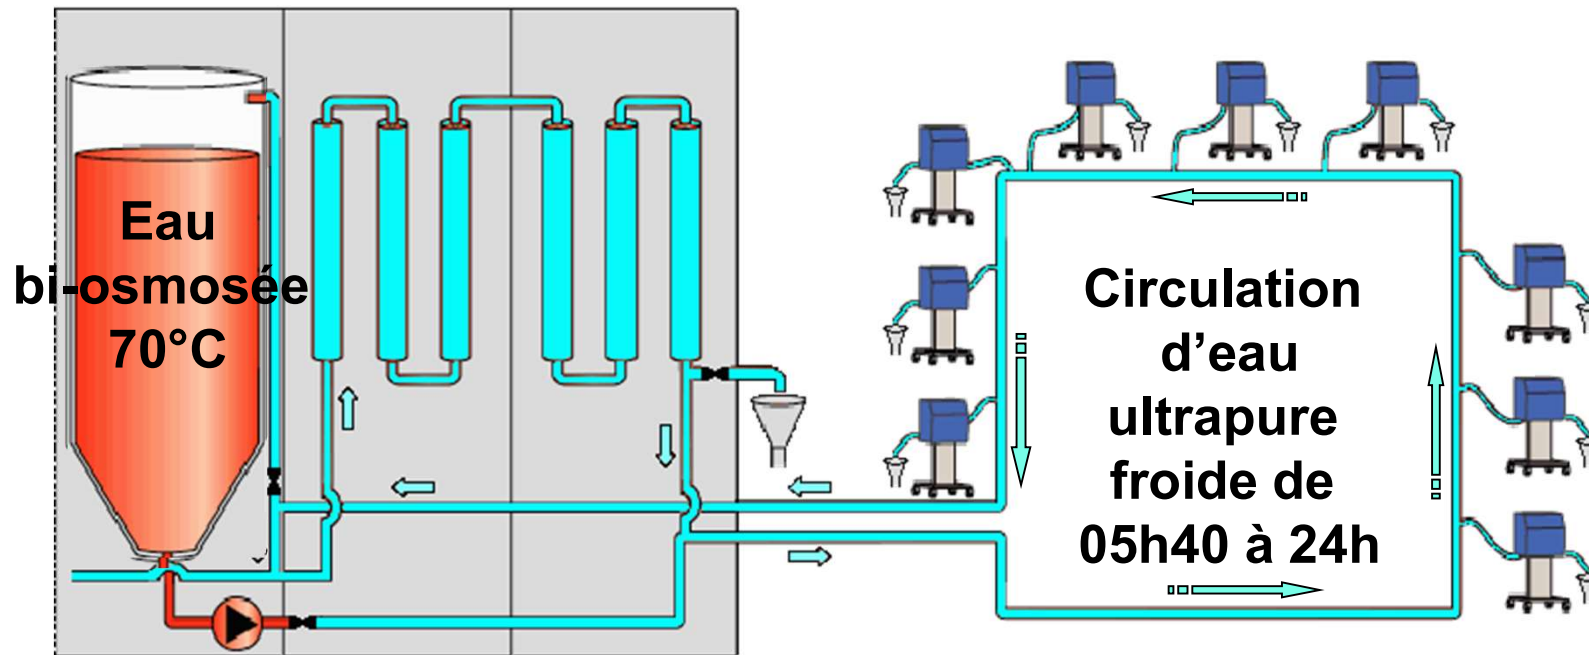 Eau
bi-osmosée
70°C
Circulation
d’eau
ultrapure
froide de
05h40 à 24h